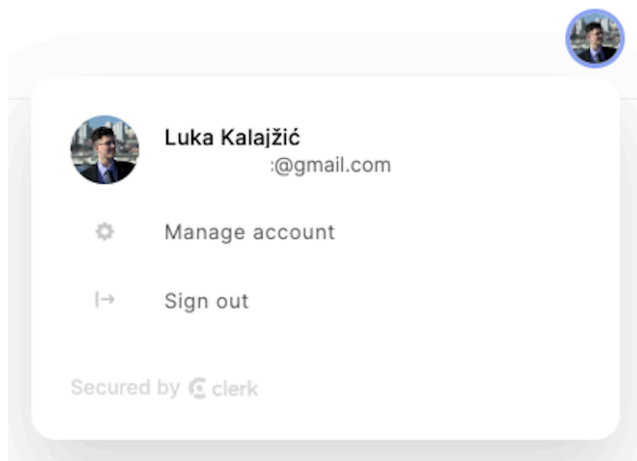 Luka Kalajžić
:@gmail.com
Manage account
Sign out
Secured by clerk